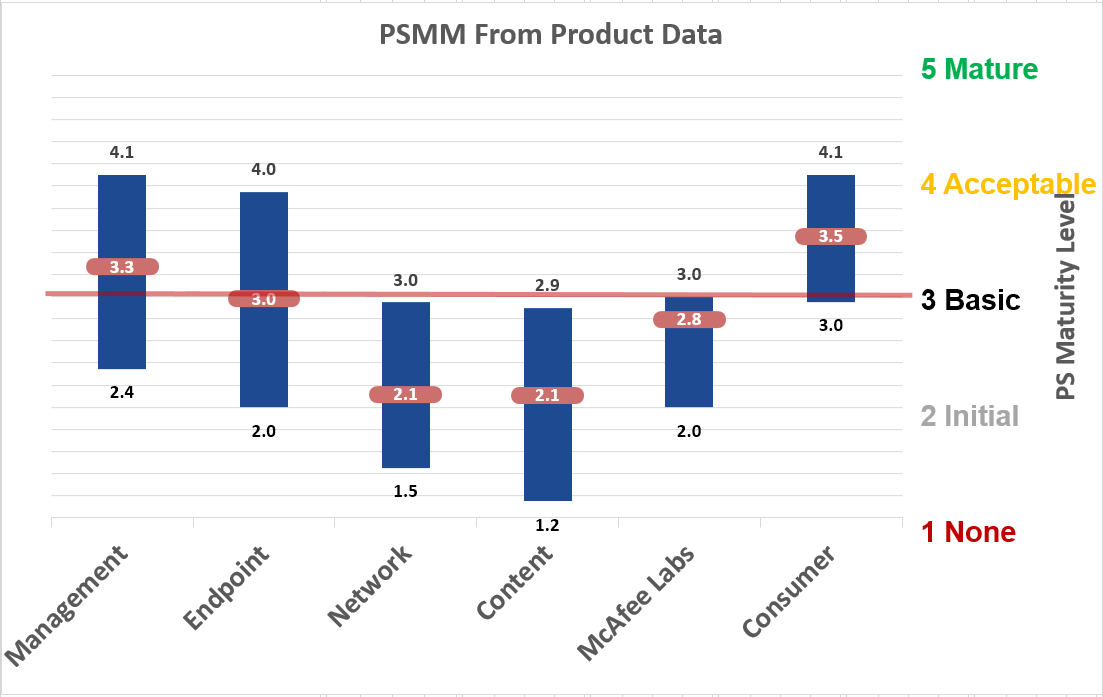 PSMM From Product Data
5 Mature
4 Acceptable
3 Basic
2 Initial
1 None
PS Maturity Level
4.1
3.3
2.4
4.0
3.0
2.0
3.0
2.1
1.5
2.9
2.1
1.2
3.0
2.8
2.0
4.1
3.5
3.0
Management
Endpoint
Network
Content
McAfee Labs
Consumer